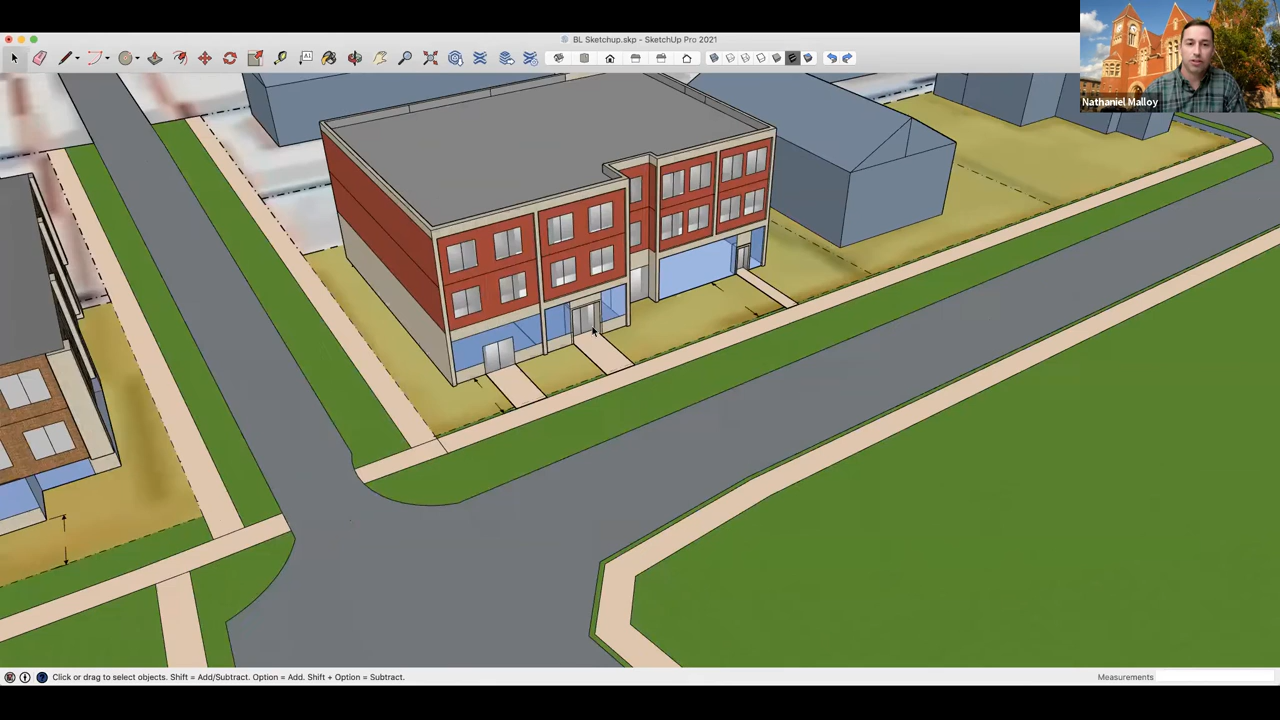 BL Sketchup.skp - SketchUp Pro 2021
Nathaniel Malloy
Click or drag to select objects. Shift = Add/Subtract. Option = Add. Shift + Option = Subtract.
Measurements